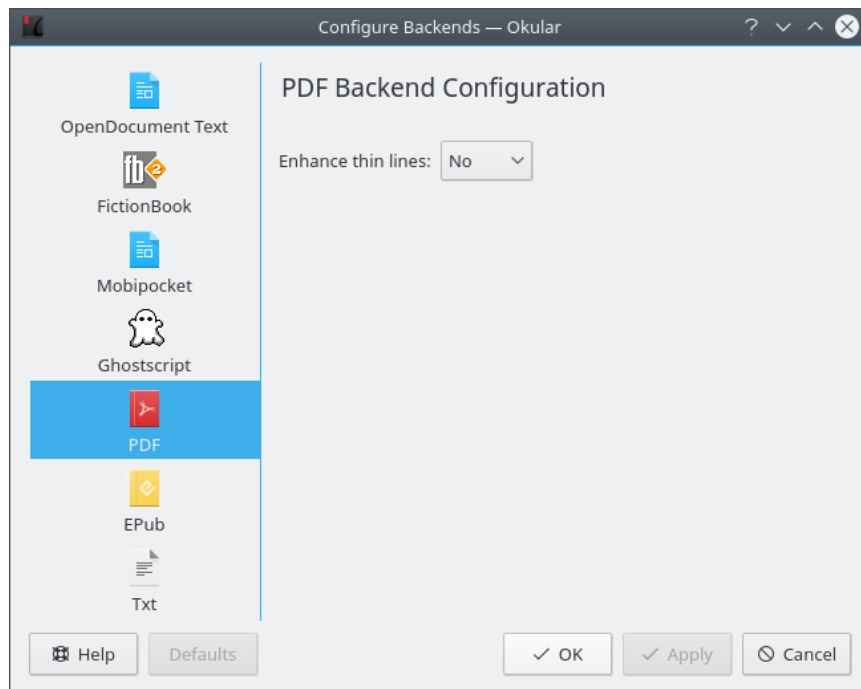 Configure Backends — Okular
OpenDocument Text
FictionBook
Mobipocket
Ghostscript
PDF
EPub
Txt
PDF Backend Configuration
Enhance thin lines: No
Help
Defaults
OK
Apply
Cancel